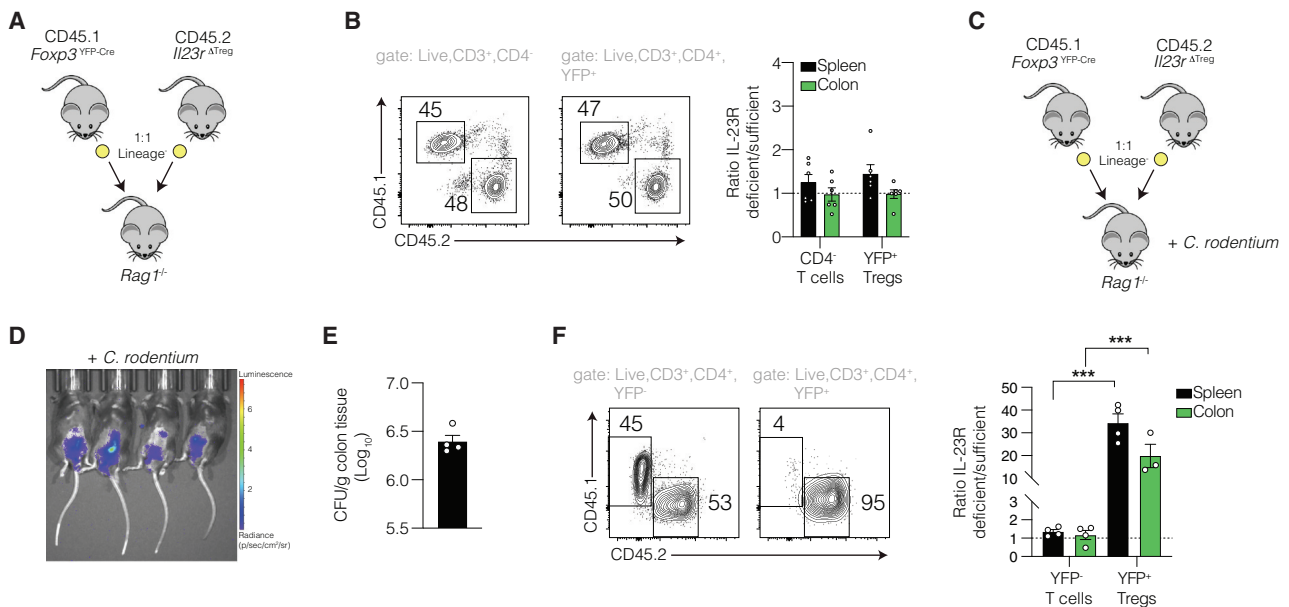 A
CD45.1
Foxp3 YFP-Cre
CD45.2
Il23r ΔTreg
1:1
Lineage-
Rag1-/-
B
gate: Live,CD3+,CD4-
gate: Live,CD3+,CD4+,
YFP+
45
48
47
50
CD45.1
CD45.2
Spleen
Colon
Ratio IL-23R
deficient/sufficient
4
3
2
1
0
CD4-
T cells
YFP+
Tregs
C
CD45.1
Foxp3 YFP-Cre
CD45.2
Il23r ΔTreg
1:1
Lineage-
+ C. rodentium
Rag1-/-
D
+ C. rodentium
Luminescence
6
4
2
Radiance
(p/sec/cm²/sr)
E
CFU/g colon tissue
(Log10)
7.0
6.5
6.0
5.5
F
gate: Live,CD3+,CD4+,
YFP-
gate: Live,CD3+,CD4+,
YFP+
45
53
4
95
CD45.1
CD45.2
***
***
Spleen
Colon
Ratio IL-23R
deficient/sufficient
50
40
30
20
10
3
2
1
0
YFP-
T cells
YFP+
Tregs